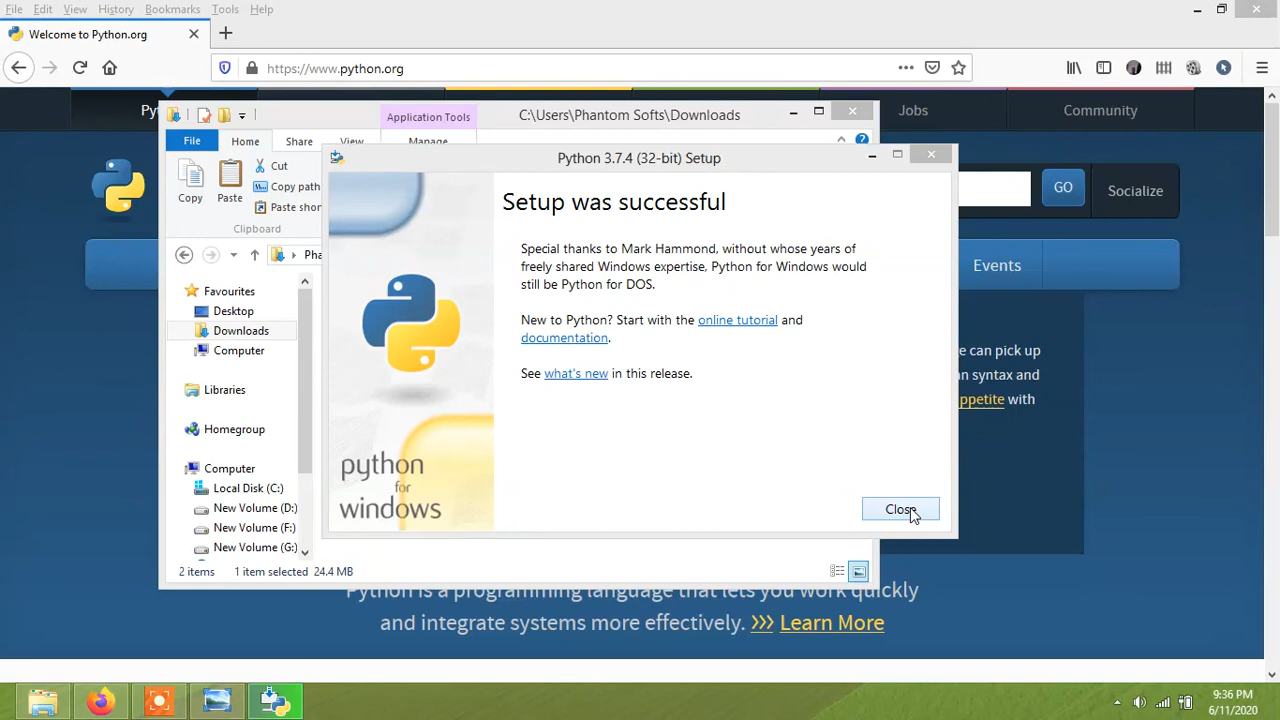 File Edit View History Bookmarks Tools Help
Welcome to Python.org
https://www.python.org
Jobs
Community
C:\Users\Phantom Softs\Downloads
Application Tools
File Home Share View Manage
Copy
Paste
Cut
Copy path
Paste shor
Clipboard
Pha
Favourites
Desktop
Downloads
Computer
Libraries
Homegroup
Computer
Local Disk (C:)
New Volume (D:)
New Volume (F:)
New Volume (G:)
2 items 1 item selected 24.4 MB
Python 3.7.4 (32-bit) Setup
Setup was successful
Special thanks to Mark Hammond, without whose years of
freely shared Windows expertise, Python for Windows would
still be Python for DOS.
New to Python? Start with the online tutorial and
documentation.
See what's new in this release.
python
for
windows
Close
GO
Socialize
Events
e can pick up
an syntax and
appetite with
Python is a programming language that lets you work quickly
and integrate systems more effectively. >>> Learn More
9:36 PM
6/11/2020